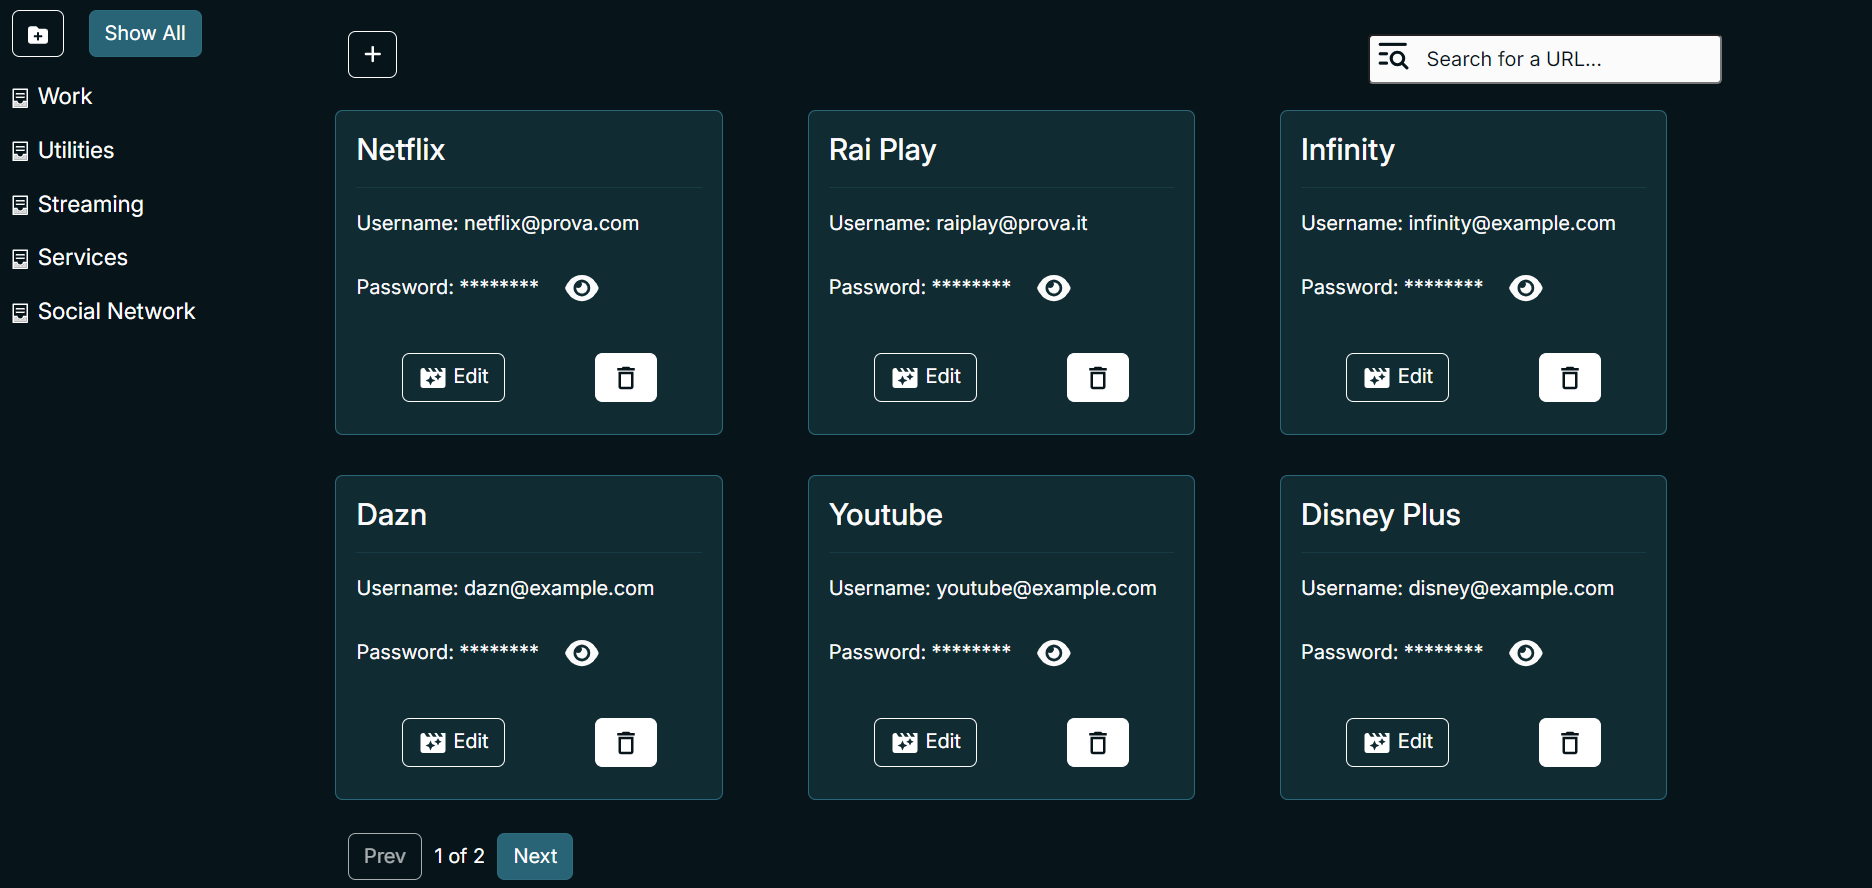 Show All
Work
Utilities
Streaming
Services
Social Network
+
Search for a URL...
Netflix
Username: netflix@prova.com
Password: ********
Edit
Rai Play
Username: raiplay@prova.it
Password: ********
Edit
Infinity
Username: infinity@example.com
Password: ********
Edit
Dazn
Username: dazn@example.com
Password: ********
Edit
Youtube
Username: youtube@example.com
Password: ********
Edit
Disney Plus
Username: disney@example.com
Password: ********
Edit
Prev 1 of 2 Next